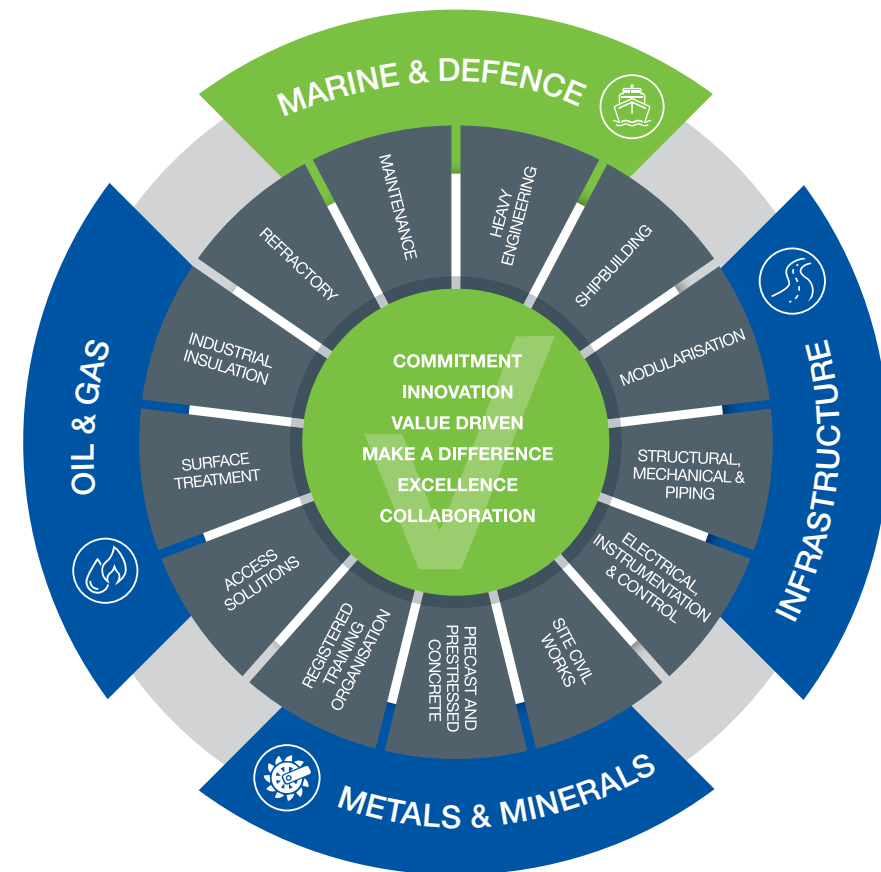 MARINE & DEFENCE
INFRASTRUCTURE
METALS & MINERALS
OIL & GAS
MAINTENANCE
HEAVY
ENGINEERING
SHIPBUILDING
MODULARISATION
STRUCTURAL,
MECHANICAL &
PIPING
ELECTRICAL,
INSTRUMENTATION
& CONTROL
SITE CIVIL
WORKS
PRECAST AND
PRESTRESSED
CONCRETE
REGISTERED
TRAINING
ORGANISATION
ACCESS
SOLUTIONS
SURFACE
TREATMENT
INDUSTRIAL
INSULATION
REFRACTORY
COMMITMENT
INNOVATION
VALUE DRIVEN
MAKE A DIFFERENCE
EXCELLENCE
COLLABORATION